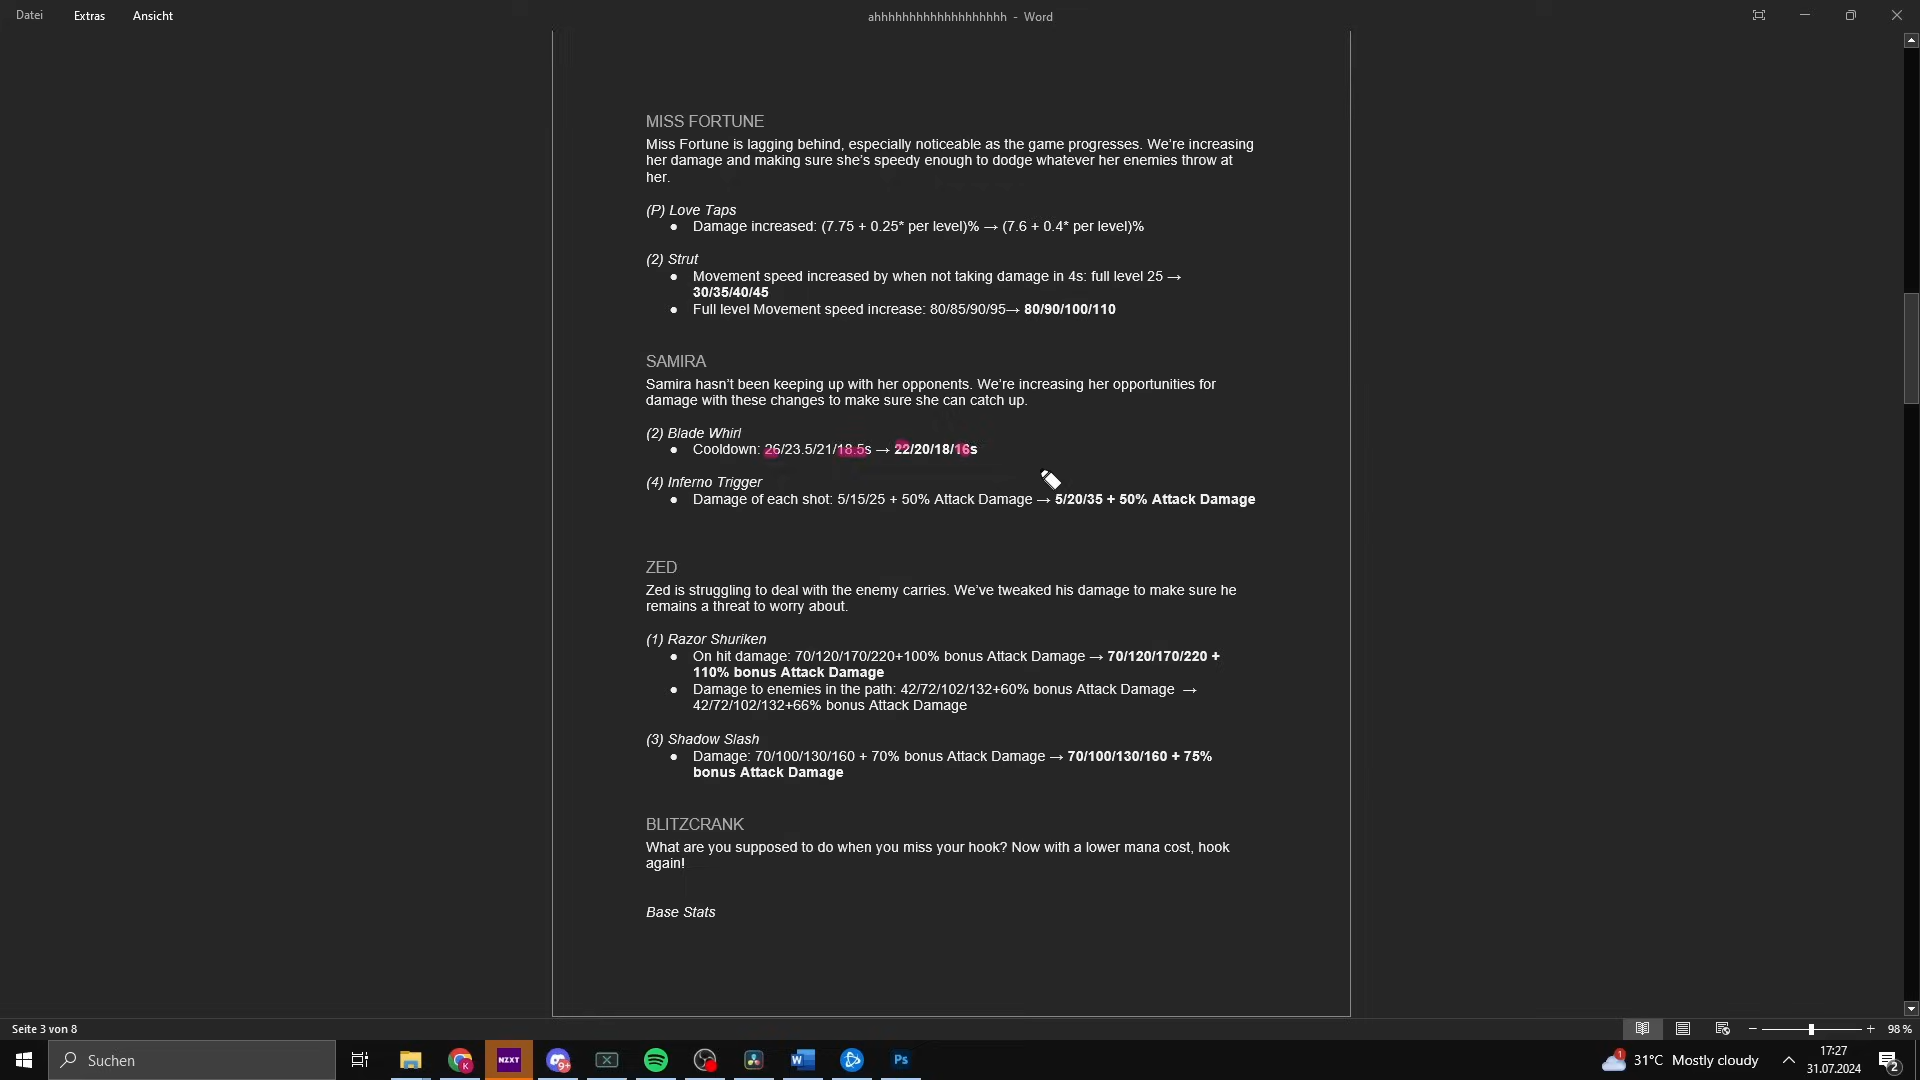 Datei Extras Ansicht
ahhhhhhhhhhhhhhhhhhh - Word
MISS FORTUNE
Miss Fortune is lagging behind, especially noticeable as the game progresses. We’re increasing
her damage and making sure she’s speedy enough to dodge whatever her enemies throw at
her.
(P) Love Taps
● Damage increased: (7.75 + 0.25* per level)% → (7.6 + 0.4* per level)%
(2) Strut
● Movement speed increased by when not taking damage in 4s: full level 25 →
30/35/40/45
● Full level Movement speed increase: 80/85/90/95→ 80/90/100/110
SAMIRA
Samira hasn’t been keeping up with her opponents. We’re increasing her opportunities for
damage with these changes to make sure she can catch up.
(2) Blade Whirl
● Cooldown: 26/23.5/21/18.5s → 22/20/18/16s
(4) Inferno Trigger
● Damage of each shot: 5/15/25 + 50% Attack Damage → 5/20/35 + 50% Attack Damage
ZED
Zed is struggling to deal with the enemy carries. We’ve tweaked his damage to make sure he
remains a threat to worry about.
(1) Razor Shuriken
● On hit damage: 70/120/170/220+100% bonus Attack Damage → 70/120/170/220 +
110% bonus Attack Damage
● Damage to enemies in the path: 42/72/102/132+60% bonus Attack Damage →
42/72/102/132+66% bonus Attack Damage
(3) Shadow Slash
● Damage: 70/100/130/160 + 70% bonus Attack Damage → 70/100/130/160 + 75%
bonus Attack Damage
BLITZCRANK
What are you supposed to do when you miss your hook? Now with a lower mana cost, hook
again!
Base Stats
Seite 3 von 8
98 %
Suchen
NZXT
K
9+
W
Ps
1
31°C Mostly cloudy
17:27
31.07.2024
2